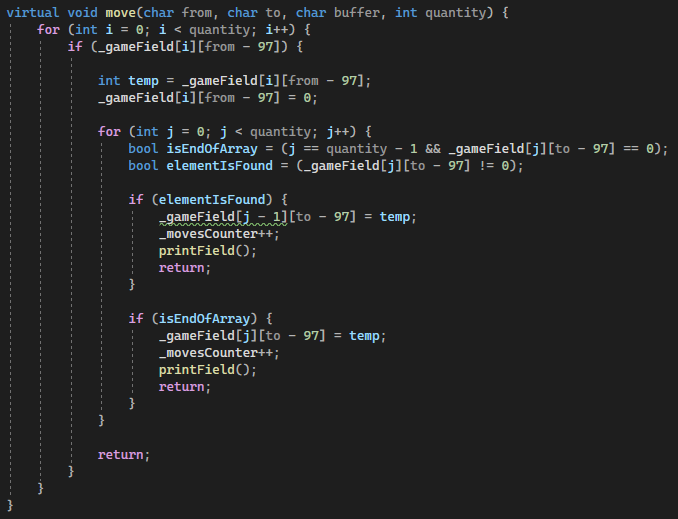 virtual void move(char from, char to, char buffer, int quantity) {
for (int i = 0; i < quantity; i++) {
if (_gameField[i][from - 97]) {
int temp = _gameField[i][from - 97];
_gameField[i][from - 97] = 0;
for (int j = 0; j < quantity; j++) {
bool isEndOfArray = (j == quantity - 1 && _gameField[j][to - 97] == 0);
bool elementIsFound = (_gameField[j][to - 97] != 0);
if (elementIsFound) {
_gameField[j - 1][to - 97] = temp;
_movesCounter++;
printField();
return;
}
if (isEndOfArray) {
_gameField[j][to - 97] = temp;
_movesCounter++;
printField();
return;
}
}
return;
}
}
}